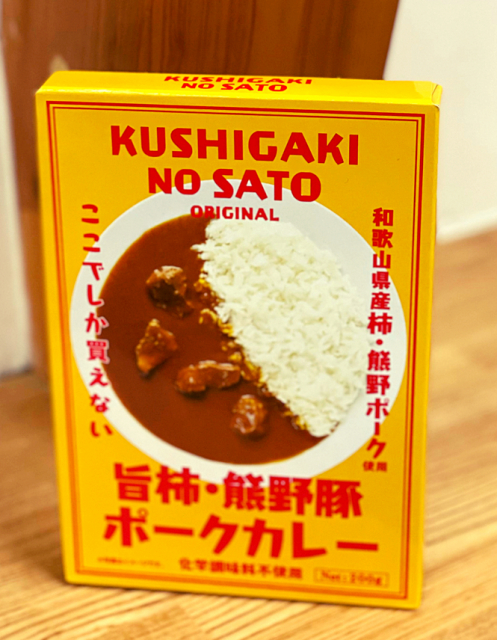 KUSHIGAKI
NO SATO
KUSHIGAKI
NO SATO
ORIGINAL
和歌山県産柿・熊野ポーク使用
ここでしか買えない
旨柿・熊野豚
ポークカレー
化学調味料不使用
Net: 200g